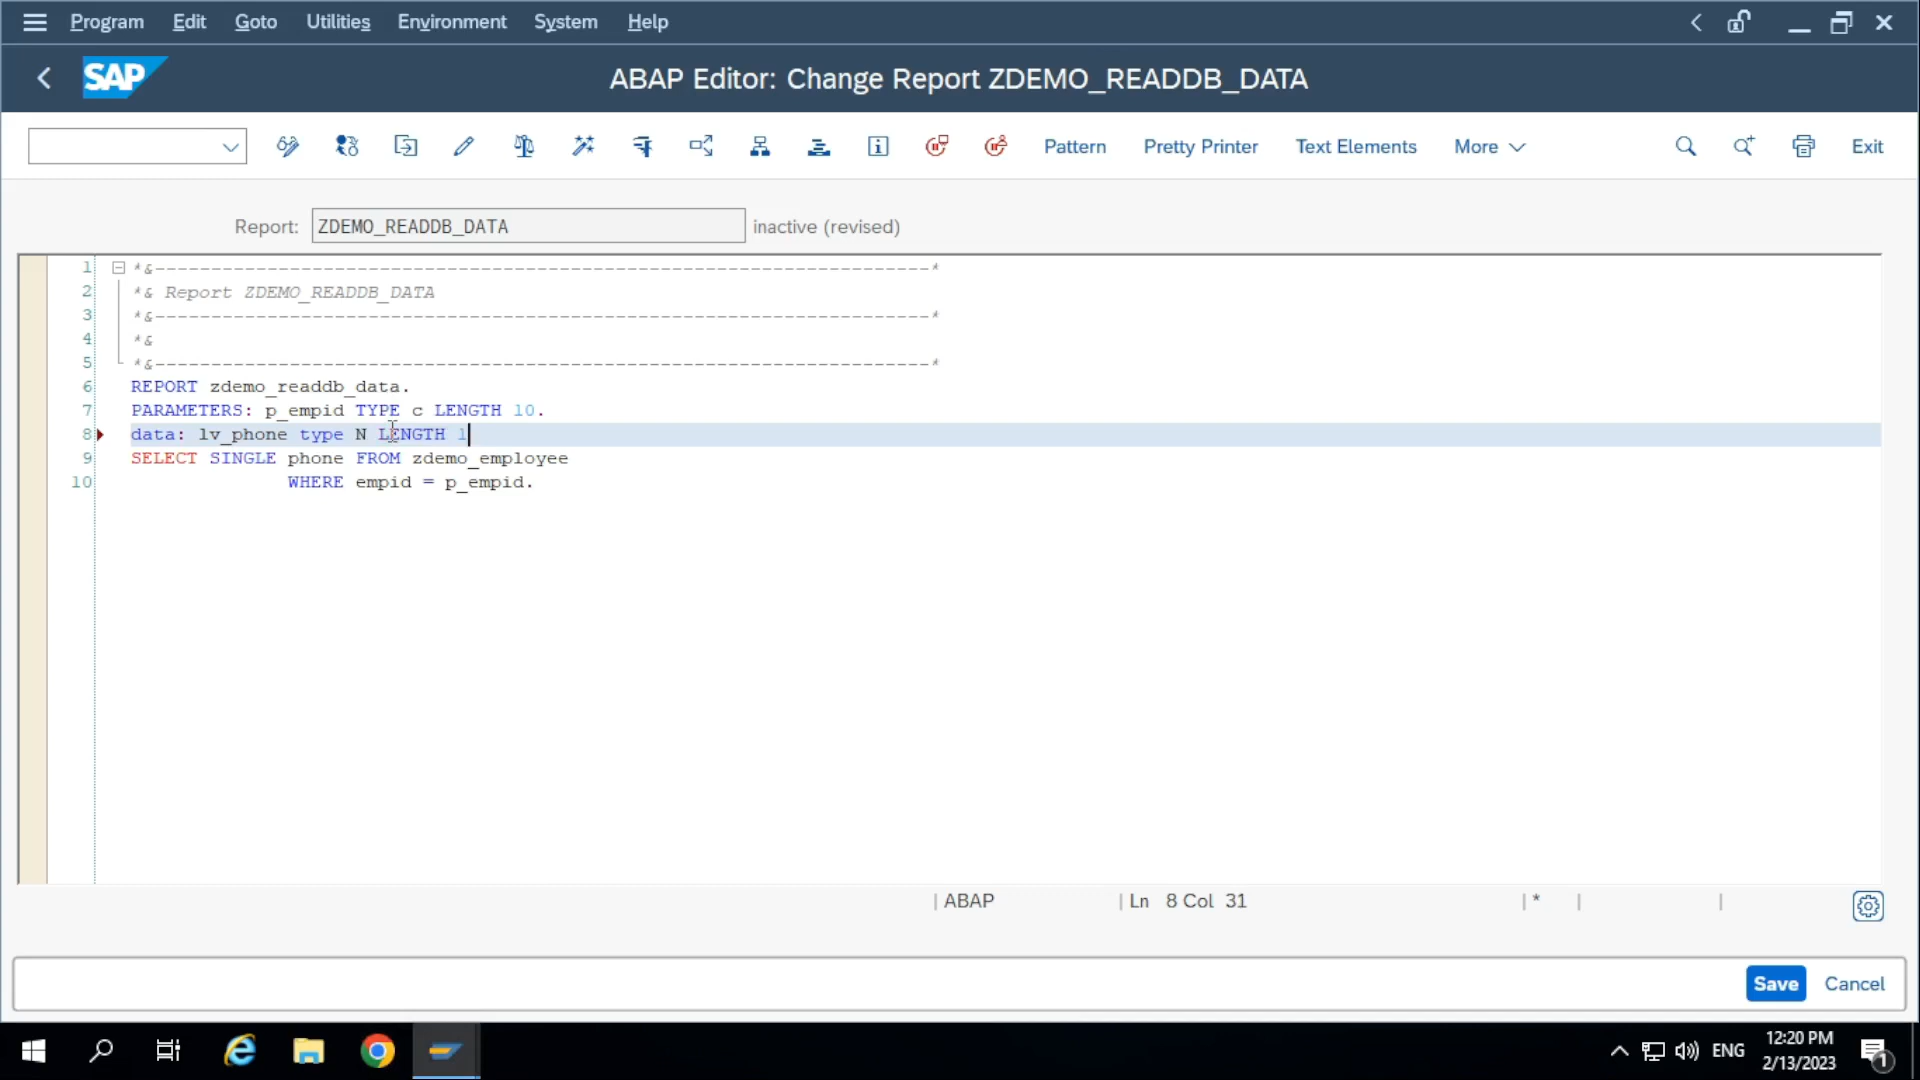 Program Edit Goto Utilities Environment System Help
SAP
ABAP Editor: Change Report ZDEMO_READDB_DATA
Pattern Pretty Printer Text Elements More Exit
Report: ZDEMO_READDB_DATA inactive (revised)
1 *&---------------------------------------------------------------------*
2 *& Report ZDEMO_READDB_DATA
3 *&---------------------------------------------------------------------*
4 *&
5 *&---------------------------------------------------------------------*
6 REPORT zdemo_readdb_data.
7 PARAMETERS: p_empid TYPE c LENGTH 10.
8 data: lv_phone type N LENGTH 1
9 SELECT SINGLE phone FROM zdemo_employee
10 WHERE empid = p_empid.
| ABAP | Ln 8 Col 31 | * | |
Save Cancel
ENG 12:20 PM
2/13/2023
1